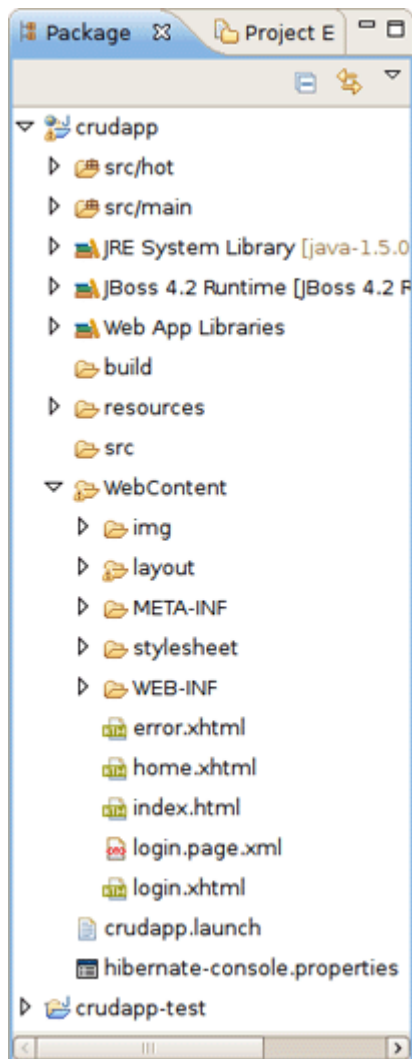 Package Project E
crudapp
src/hot
src/main
JRE System Library [java-1.5.0
JBoss 4.2 Runtime [JBoss 4.2 R
Web App Libraries
build
resources
src
WebContent
img
layout
META-INF
stylesheet
WEB-INF
error.xhtml
home.xhtml
index.html
login.page.xml
login.xhtml
crudapp.launch
hibernate-console.properties
crudapp-test